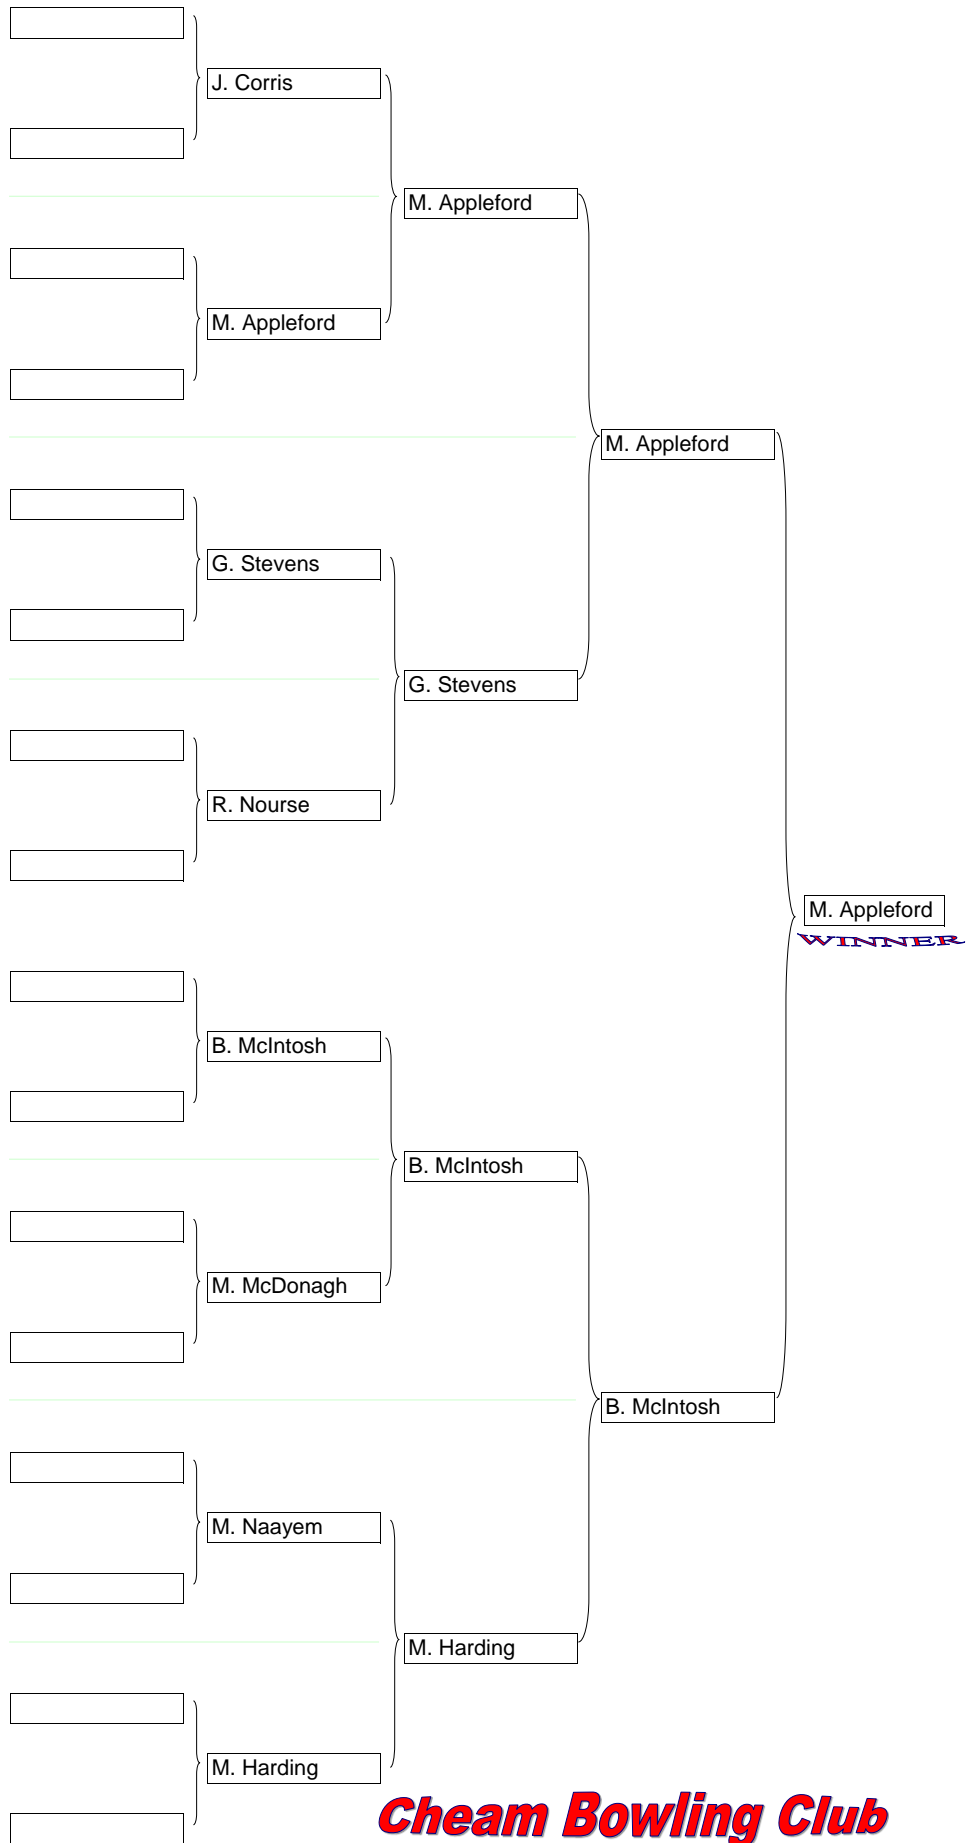 J. Corris
M. Appleford
M. Appleford
M. Appleford
G. Stevens
G. Stevens
R. Nourse
M. Appleford
WINNER
B. McIntosh
B. McIntosh
M. McDonagh
B. McIntosh
M. Naayem
M. Harding
M. Harding
Cheam Bowling Club